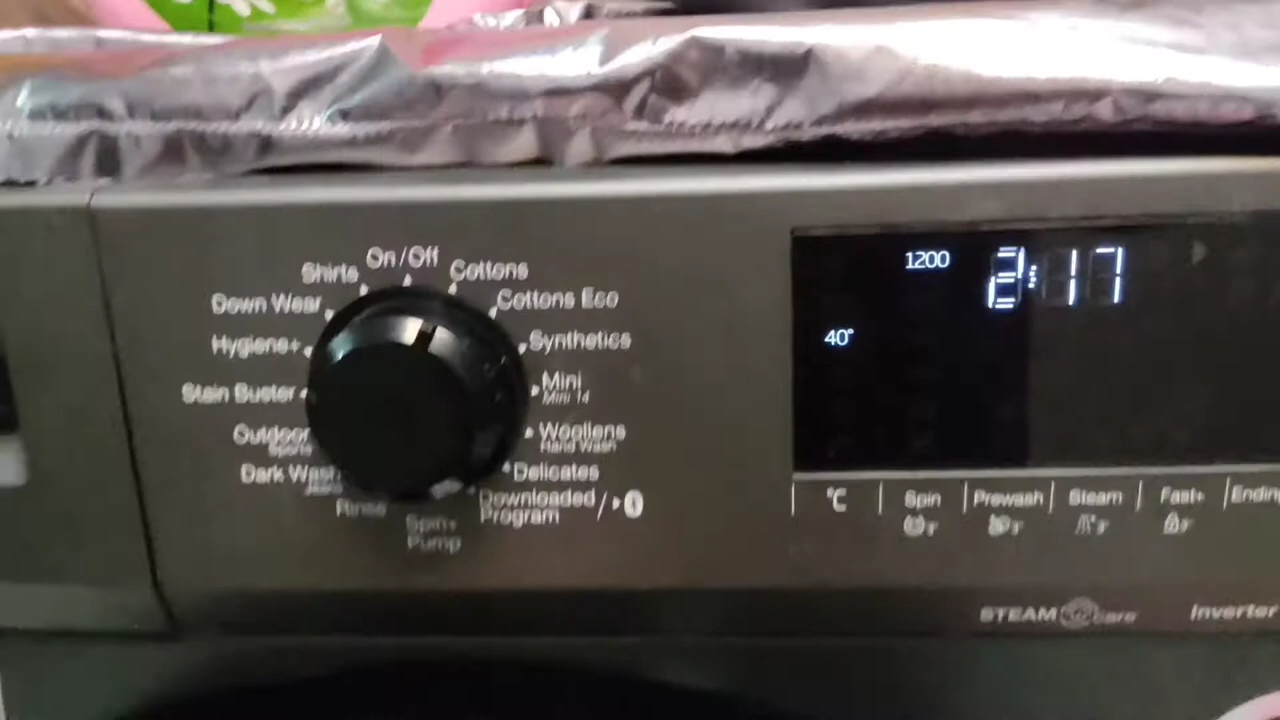 On/Off
Shirts
Cottons
Down Wear
Cottons Eco
Hygiene+
Synthetics
Stain Buster
Mini
Mini 14
Outdoor
Sports
Woollens
Hand Wash
Dark Wash
Delicates
Rinse
Downloaded
Program
Spin+
Pump
1200
2:17
40°
°C
Spin
Prewash
Steam
Fast+
STEAM
Inverter